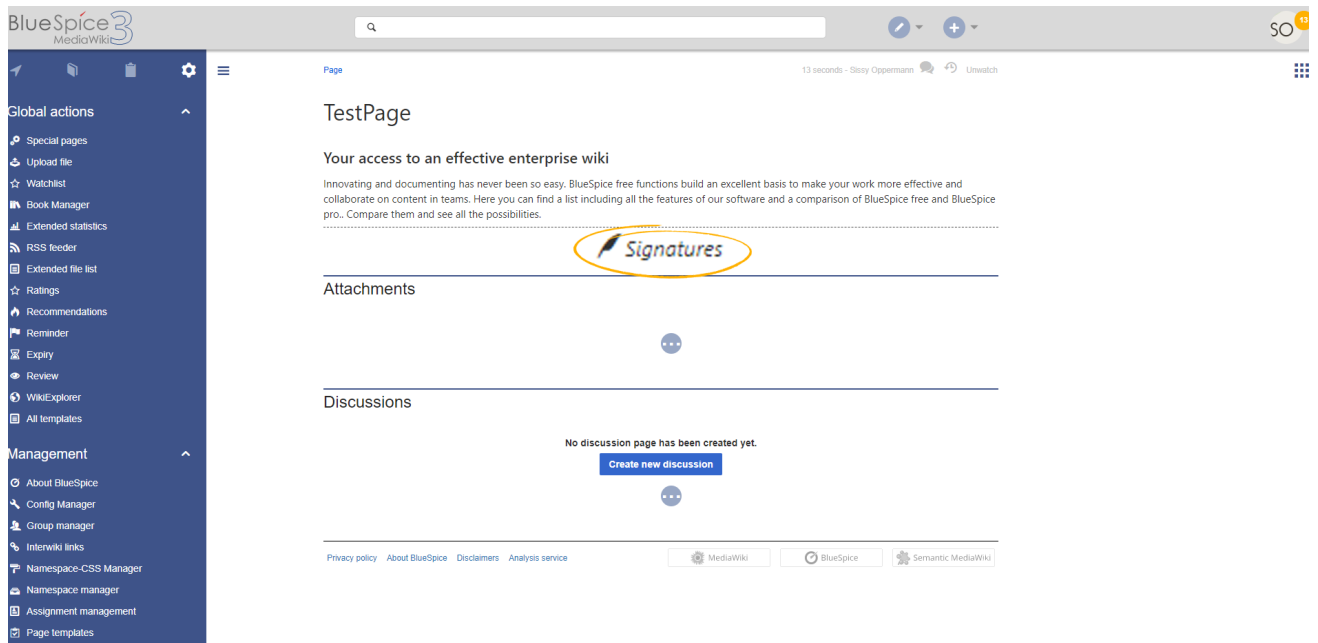 BlueSpice 3
MediaWiki
SO
13
Page
13 seconds - Sissy Oppermann
Unwatch
Global actions
Special pages
Upload file
Watchlist
Book Manager
Extended statistics
RSS feeder
Extended file list
Ratings
Recommendations
Reminder
Expiry
Review
WikiExplorer
All templates
Management
About BlueSpice
Config Manager
Group manager
Interwiki links
Namespace-CSS Manager
Namespace manager
Assignment management
Page templates
TestPage
Your access to an effective enterprise wiki
Innovating and documenting has never been so easy. BlueSpice free functions build an excellent basis to make your work more effective and
collaborate on content in teams. Here you can find a list including all the features of our software and a comparison of BlueSpice free and BlueSpice
pro.. Compare them and see all the possibilities.
Signatures
Attachments
Discussions
No discussion page has been created yet.
Create new discussion
Privacy policy About BlueSpice Disclaimers Analysis service
MediaWiki
BlueSpice
Semantic MediaWiki